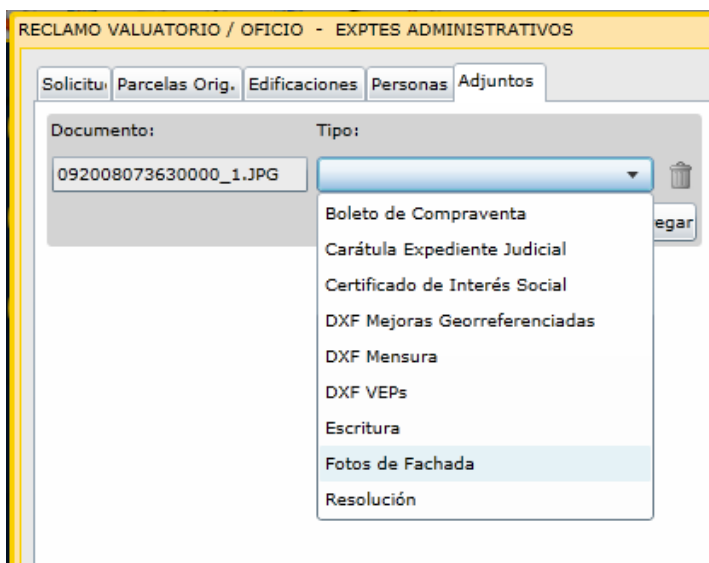 RECLAMO VALUATORIO / OFICIO - EXPTES ADMINISTRATIVOS
Parcelas Orig. Edificaciones Personas Adjuntos
Documento: Tipo:
092008073630000_1.JPG
Boleto de Compraventa
Carátula Expediente Judicial
Certificado de Interés Social
DXF Mejoras Georreferenciadas
DXF Mensura
DXF VEPs
Escritura
Fotos de Fachada
Resolución